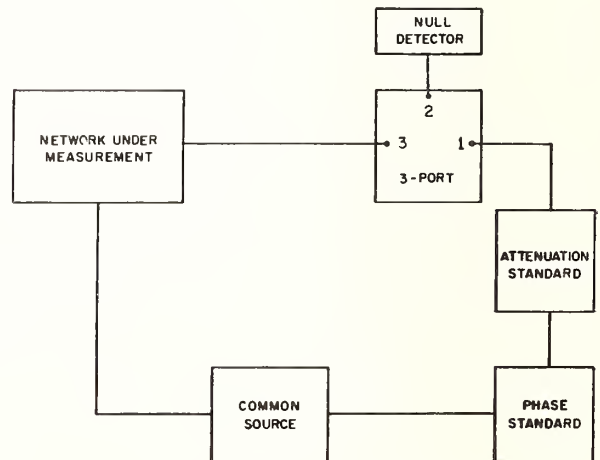 NULL
DETECTOR
2
NETWORK UNDER
MEASUREMENT
3
1
3-PORT
ATTENUATION
STANDARD
COMMON
SOURCE
PHASE
STANDARD